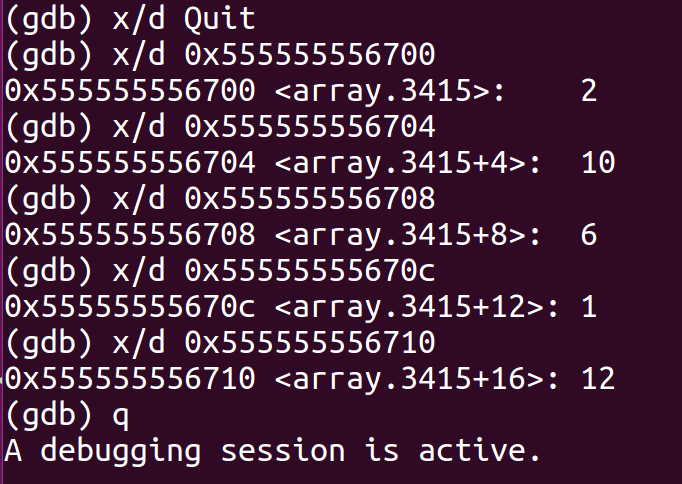 (gdb) x/d Quit
(gdb) x/d 0x555555556700
0x555555556700 <array.3415>:    2
(gdb) x/d 0x555555556704
0x555555556704 <array.3415+4>:  10
(gdb) x/d 0x555555556708
0x555555556708 <array.3415+8>:  6
(gdb) x/d 0x55555555670c
0x55555555670c <array.3415+12>: 1
(gdb) x/d 0x555555556710
0x555555556710 <array.3415+16>: 12
(gdb) q
A debugging session is active.